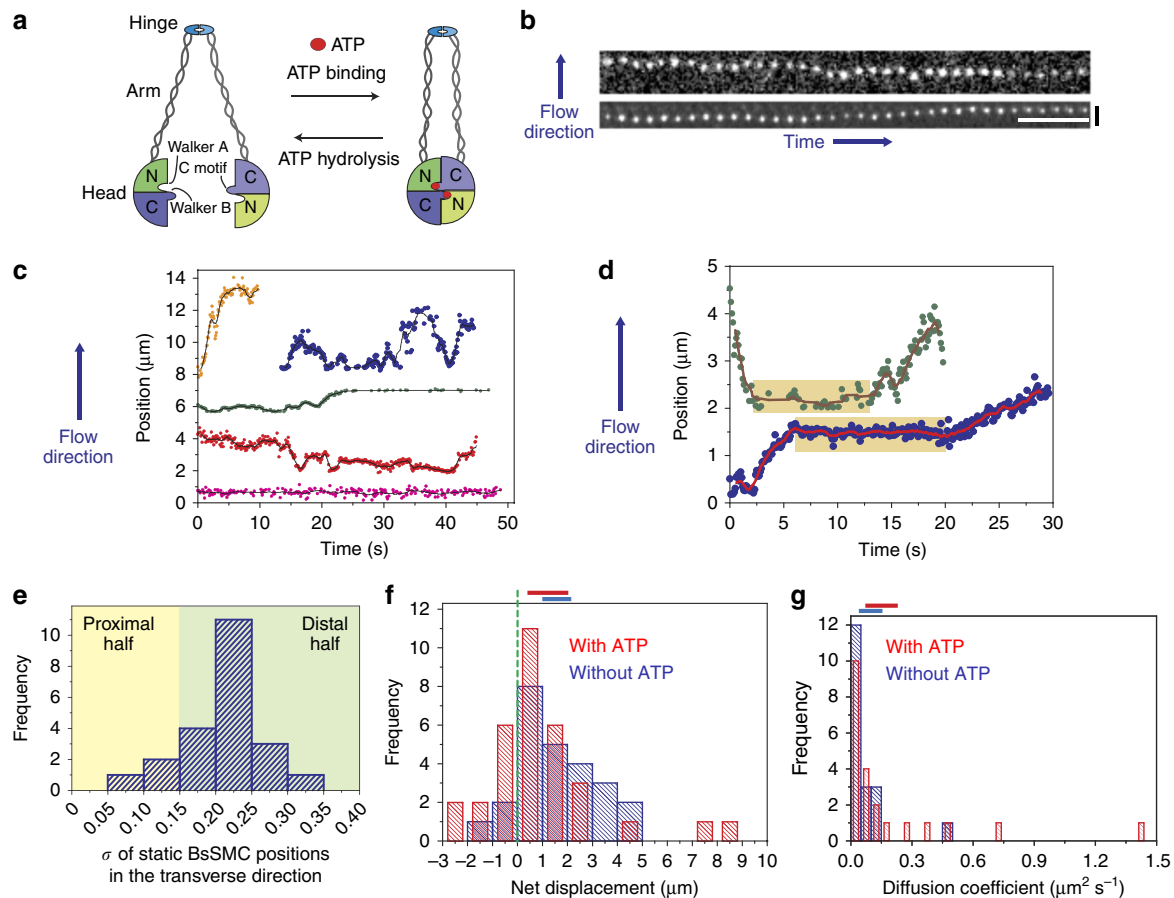 a
Hinge
ATP
ATP binding
Arm
ATP hydrolysis
Walker A
C motif
N
C
Head
C
N
Walker B
N
C
C
N
b
Flow
direction
Time
c
Position (μm)
14
12
10
8
6
4
2
0
0 10 20 30 40 50
Time (s)
Flow
direction
d
Position (μm)
5
4
3
2
1
0
0 5 10 15 20 25 30
Time (s)
Flow
direction
e
Proximal
half
Distal
half
Frequency
10
8
6
4
2
0
0 0.05 0.10 0.15 0.20 0.25 0.30 0.35 0.40
σ of static BsSMC positions
in the transverse direction
f
With ATP
Without ATP
Frequency
12
10
8
6
4
2
0
−3 −2 −1 0 1 2 3 4 5 6 7 8 9 10
Net displacement (μm)
g
With ATP
Without ATP
Frequency
12
10
8
6
4
2
0
0.0 0.3 0.6 0.9 1.2 1.5
Diffusion coefficient (μm² s⁻¹)